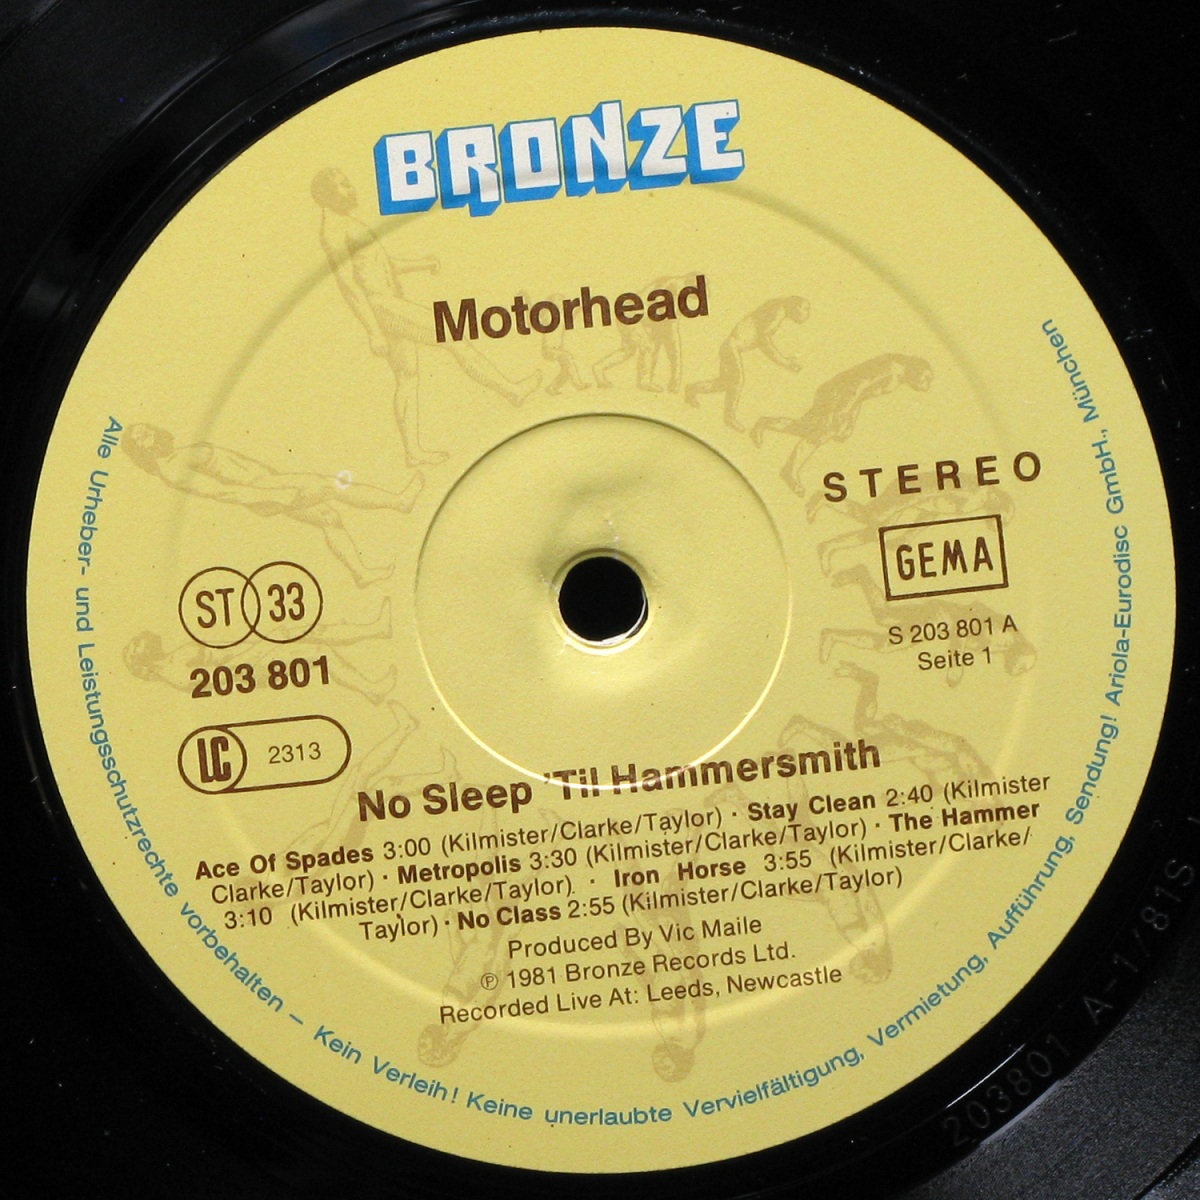 BRONZE
Motorhead
STEREO
GEMA
S 203 801 A
Seite 1
ST 33
203 801
LC 2313
No Sleep 'Til Hammersmith
Ace Of Spades 3:00 (Kilmister/Clarke/Taylor) · Stay Clean 2:40 (Kilmister
Clarke/Taylor) · Metropolis 3:30 (Kilmister/Clarke/Taylor) · The Hammer
3:10 (Kilmister/Clarke/Taylor) · Iron Horse 3:55 (Kilmister/Clarke/
Taylor) · No Class 2:55 (Kilmister/Clarke/Taylor)
Produced By Vic Maile
℗ 1981 Bronze Records Ltd.
Recorded Live At: Leeds, Newcastle
Alle Urheber- und Leistungsschutzrechte vorbehalten – Kein Verleih! Keine unerlaubte Vervielfältigung, Vermietung, Aufführung, Sendung! Ariola-Eurodisc GmbH., München
203801 A-1/81S